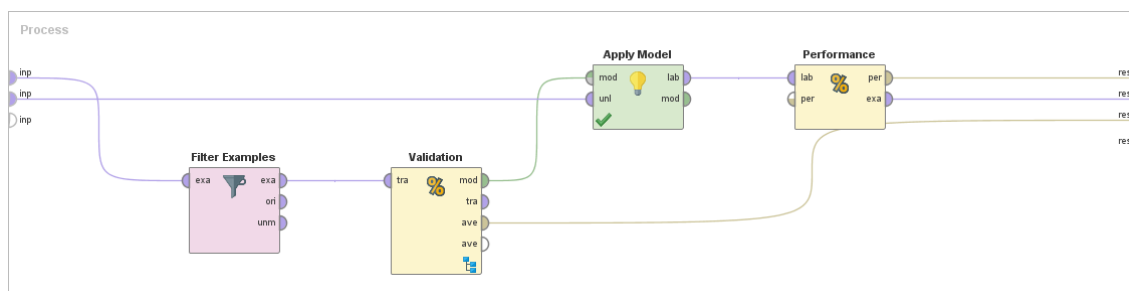 Process
Apply Model
Performance
inp
mod
lab
lab
per
res
inp
unl
mod
per
exa
res
inp
res
res
Filter Examples
Validation
exa
exa
tra
mod
ori
tra
unm
ave
ave